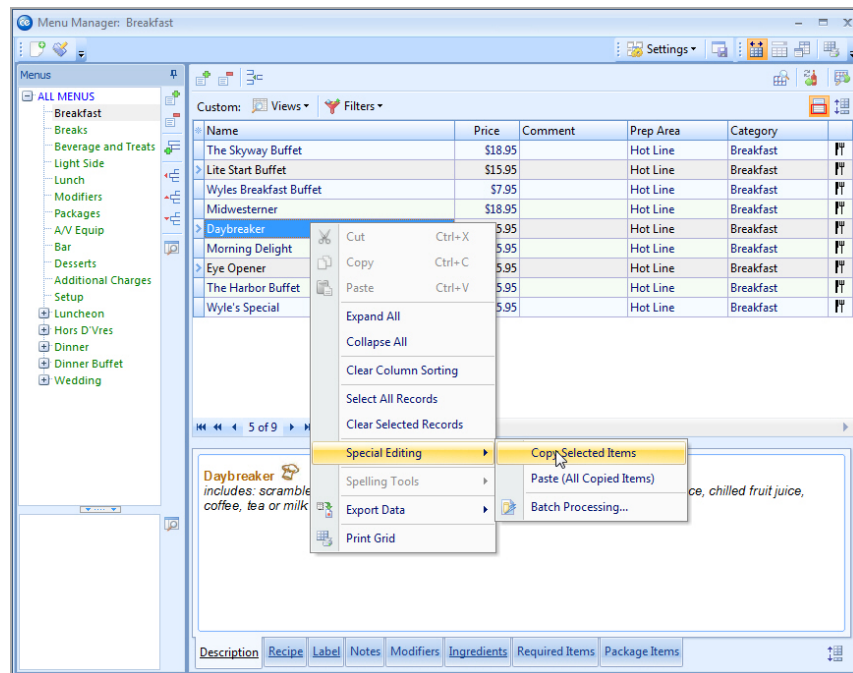 Menu Manager: Breakfast
Settings
Menus
ALL MENUS
Breakfast
Breaks
Beverage and Treats
Light Side
Lunch
Modifiers
Packages
A/V Equip
Bar
Desserts
Additional Charges
Setup
Luncheon
Hors D'Vres
Dinner
Dinner Buffet
Wedding
Custom: Views Filters
Name Price Comment Prep Area Category
The Skyway Buffet $18.95 Hot Line Breakfast
Lite Start Buffet $15.95 Hot Line Breakfast
Wyles Breakfast Buffet $7.95 Hot Line Breakfast
Midwesterner $18.95 Hot Line Breakfast
Daybreaker 5.95 Hot Line Breakfast
Morning Delight 5.95 Hot Line Breakfast
Eye Opener 5.95 Hot Line Breakfast
The Harbor Buffet 5.95 Hot Line Breakfast
Wyle's Special 5.95 Hot Line Breakfast
Cut Ctrl+X
Copy Ctrl+C
Paste Ctrl+V
Expand All
Collapse All
Clear Column Sorting
Select All Records
Clear Selected Records
Special Editing
Spelling Tools
Export Data
Print Grid
Copy Selected Items
Paste (All Copied Items)
Batch Processing...
5 of 9
Daybreaker
includes: scramble ce, chilled fruit juice,
coffee, tea or milk
Description Recipe Label Notes Modifiers Ingredients Required Items Package Items